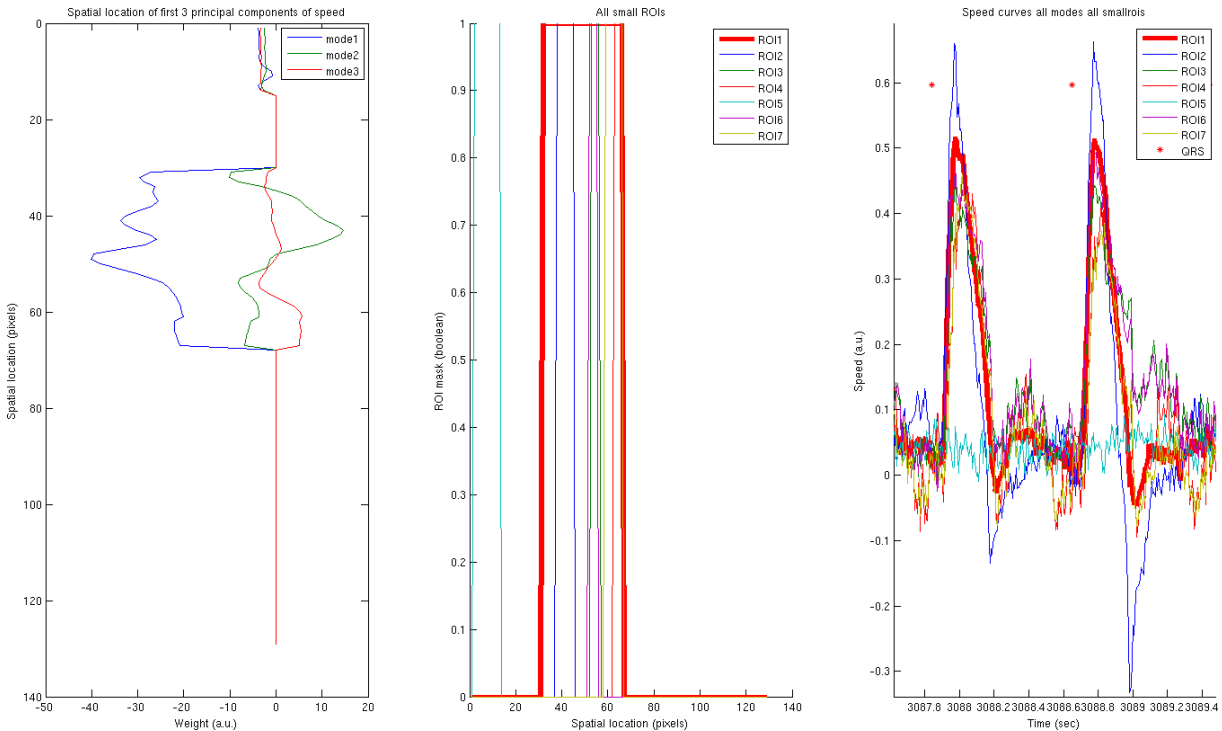 Spatial location of first 3 principal components of speed
mode1
mode2
mode3
0
20
40
60
80
100
120
140
-50
-40
-30
-20
-10
0
10
20
Spatial location (pixels)
Weight (a.u.)
All small ROIs
ROI1
ROI2
ROI3
ROI4
ROI5
ROI6
ROI7
1
0.9
0.8
0.7
0.6
0.5
0.4
0.3
0.2
0.1
0
0
20
40
60
80
100
120
140
ROI mask (boolean)
Spatial location (pixels)
Speed curves all modes all smallrois
ROI1
ROI2
ROI3
ROI4
ROI5
ROI6
ROI7
QRS
0.6
0.5
0.4
0.3
0.2
0.1
0
-0.1
-0.2
-0.3
3087.8
3088
3088.2
3088.4
3088.6
3088.8
3089
3089.2
3089.4
Speed (a.u.)
Time (sec)